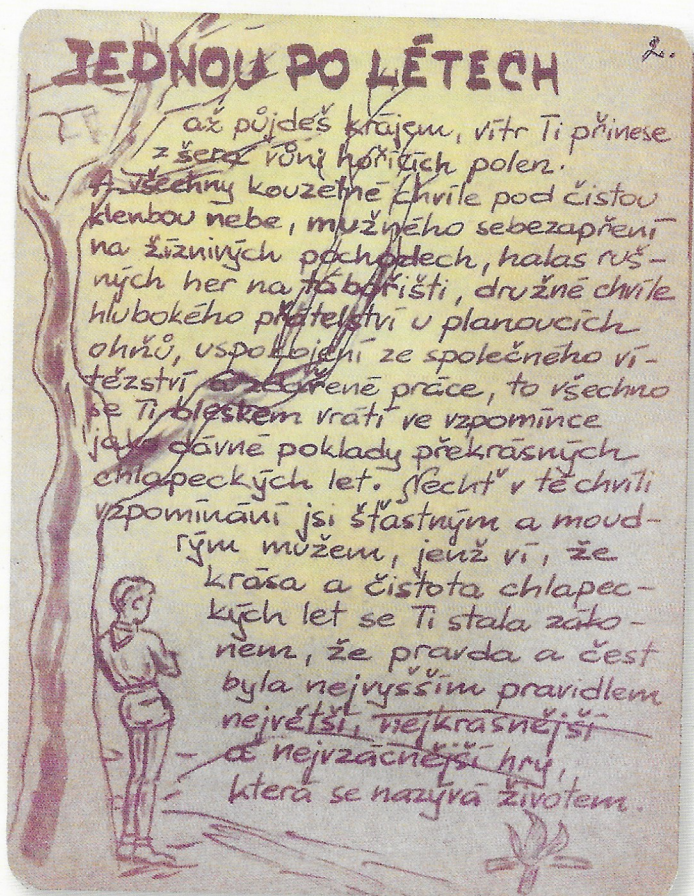 2.
JEDNOU PO LÉTECH
až půjdeš krajem, vítr Ti přinese
z šera vůni hořících polen.
A všechny kouzelné chvíle pod čistou
klenbou nebe, mužného sebezapření
na žíznivých pochodech, halas ruš-
ných her na tábořišti, družné chvíle
hlubokého přátelství u planoucích
ohňů, uspokojení ze společného ví-
tězství a zdařené práce, to všechno
se Ti bleskem vrátí ve vzpomínce
jako dávné poklady překrásných
chlapeckých let. Nechť v té chvíli
vzpomínání jsi šťastným a moud-
rým mužem, jenž ví, že
krása a čistota chlapec-
kých let se Ti stala záko-
nem, že pravda a čest
byla nejvyšším pravidlem
největší, nejkrásnější
a nejvzácnější hry,
která se nazývá životem.